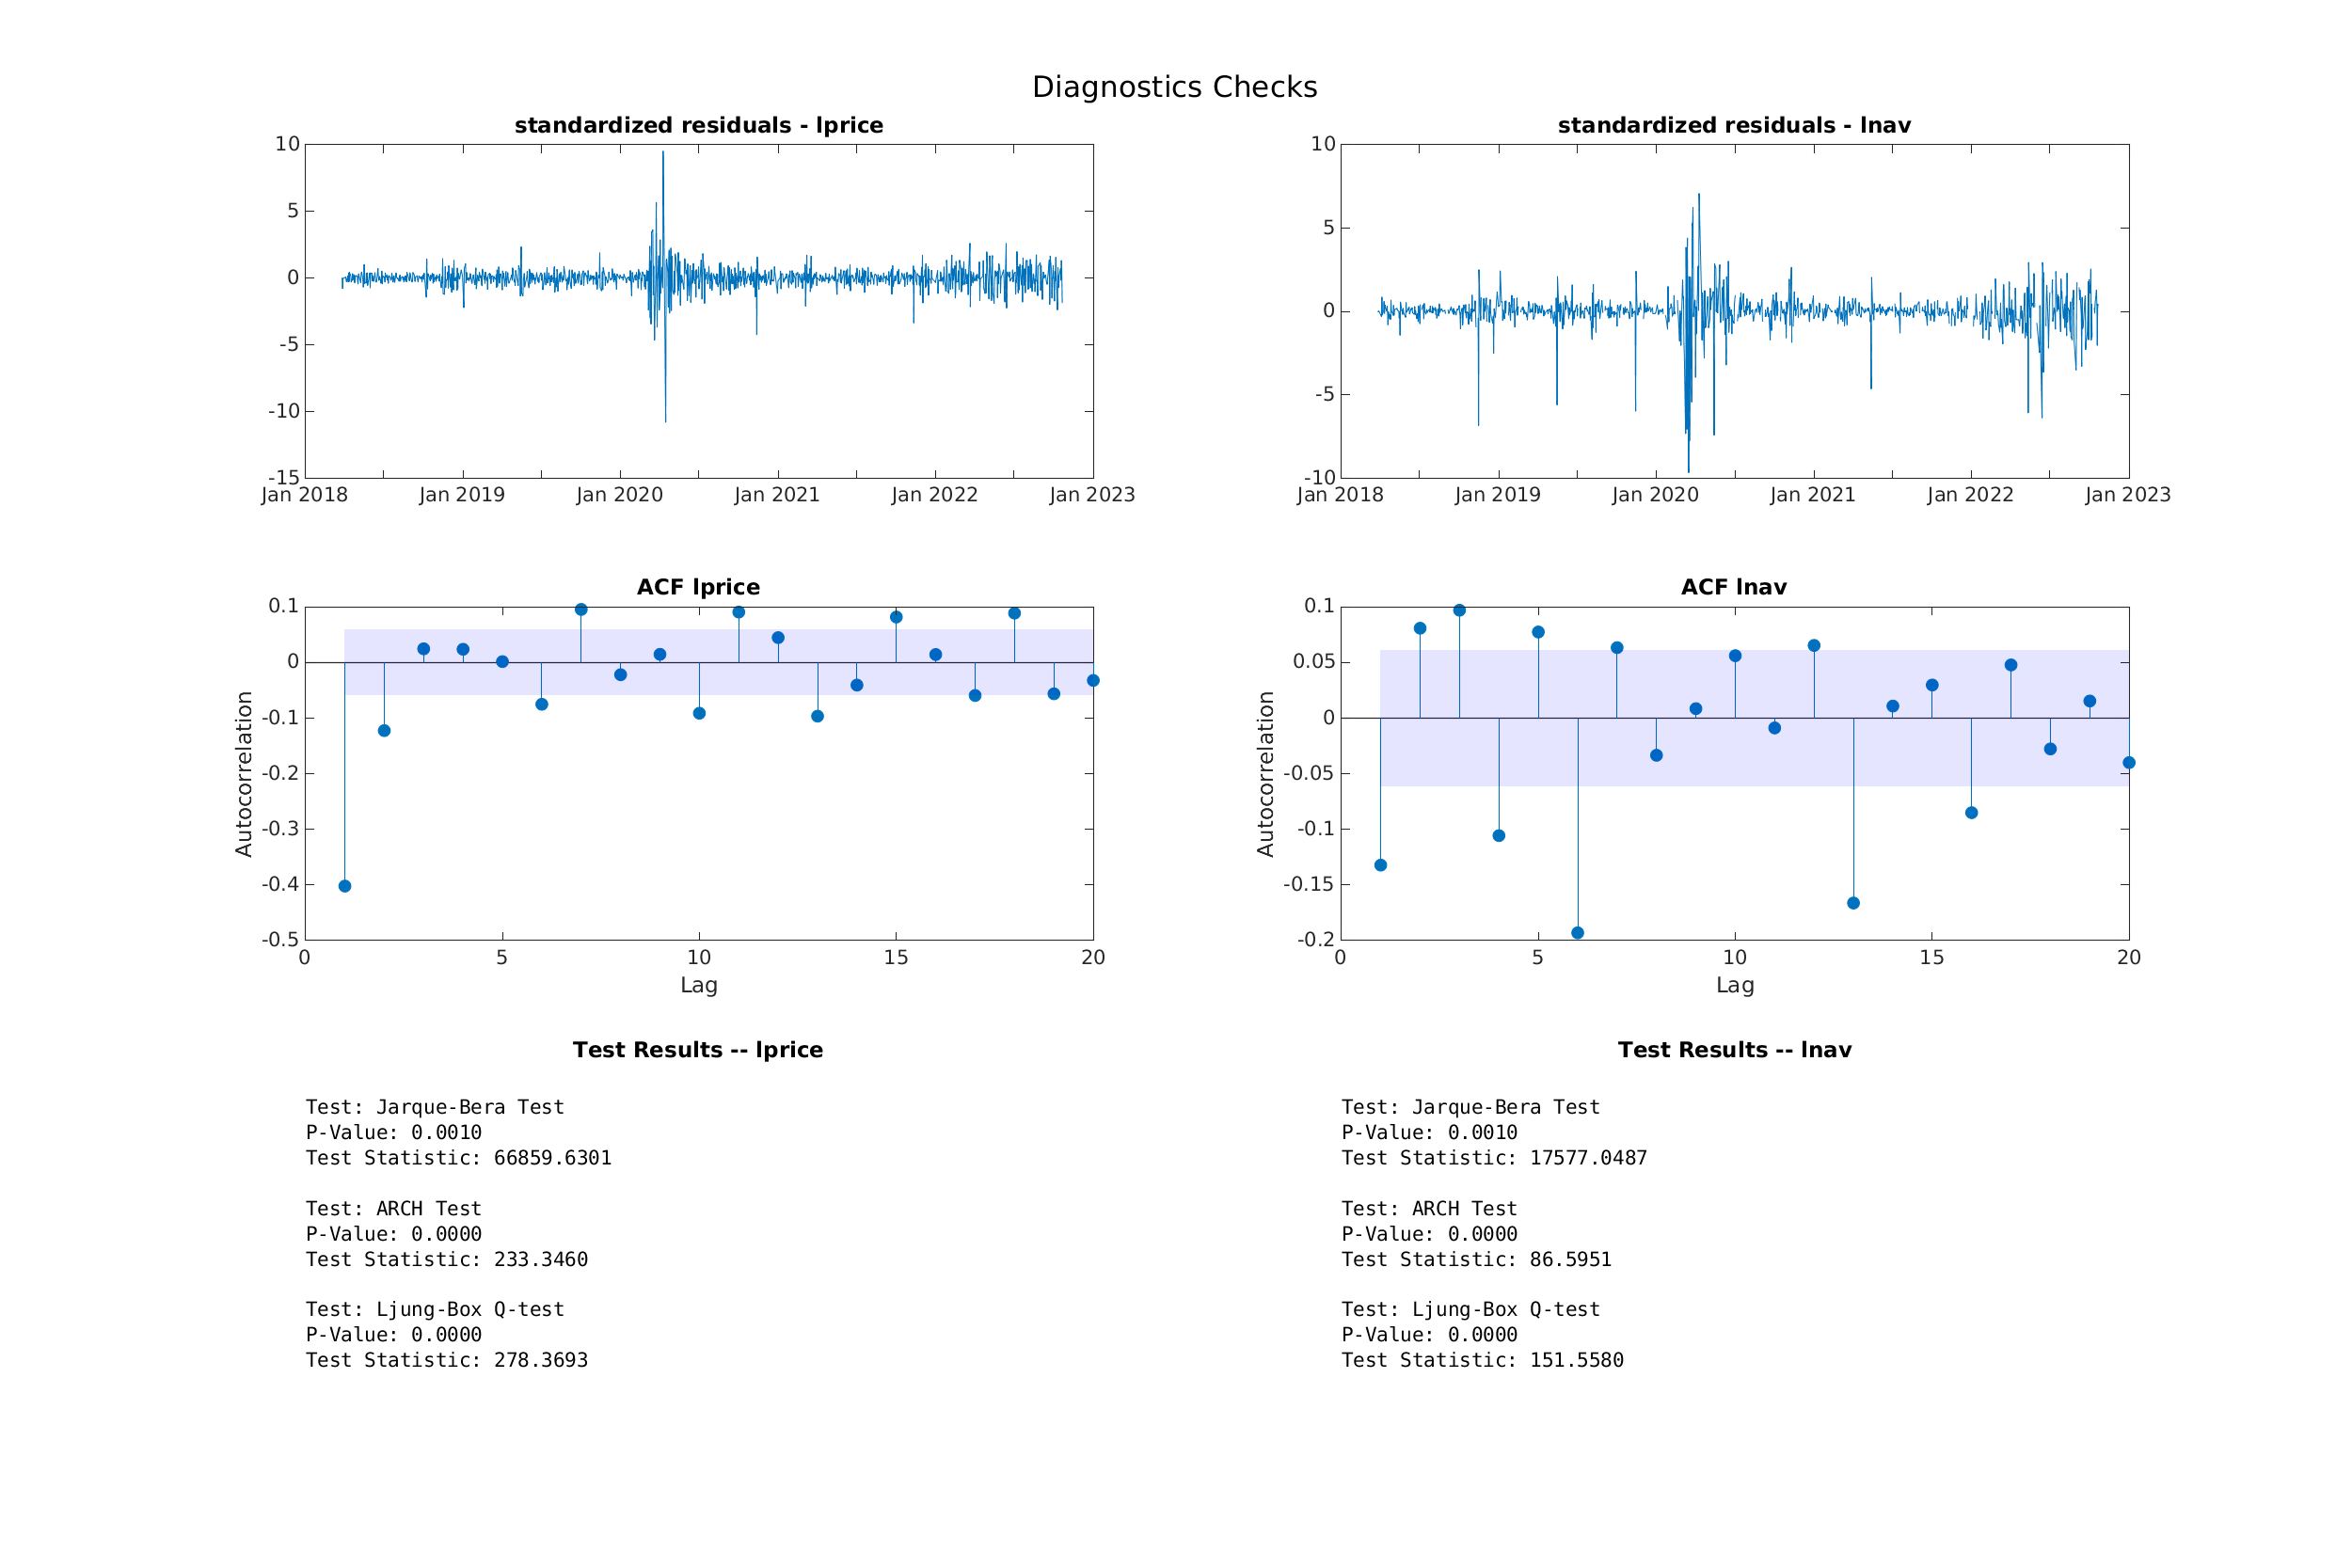 Diagnostics Checks
standardized residuals - lprice
10
5
0
-5
-10
-15
Jan 2018
Jan 2019
Jan 2020
Jan 2021
Jan 2022
Jan 2023
standardized residuals - lnav
10
5
0
-5
-10
Jan 2018
Jan 2019
Jan 2020
Jan 2021
Jan 2022
Jan 2023
ACF lprice
Autocorrelation
0.1
0
-0.1
-0.2
-0.3
-0.4
-0.5
0
5
10
15
20
Lag
ACF lnav
Autocorrelation
0.1
0.05
0
-0.05
-0.1
-0.15
-0.2
0
5
10
15
20
Lag
Test Results -- lprice
Test: Jarque-Bera Test
P-Value: 0.0010
Test Statistic: 66859.6301
Test: ARCH Test
P-Value: 0.0000
Test Statistic: 233.3460
Test: Ljung-Box Q-test
P-Value: 0.0000
Test Statistic: 278.3693
Test Results -- lnav
Test: Jarque-Bera Test
P-Value: 0.0010
Test Statistic: 17577.0487
Test: ARCH Test
P-Value: 0.0000
Test Statistic: 86.5951
Test: Ljung-Box Q-test
P-Value: 0.0000
Test Statistic: 151.5580